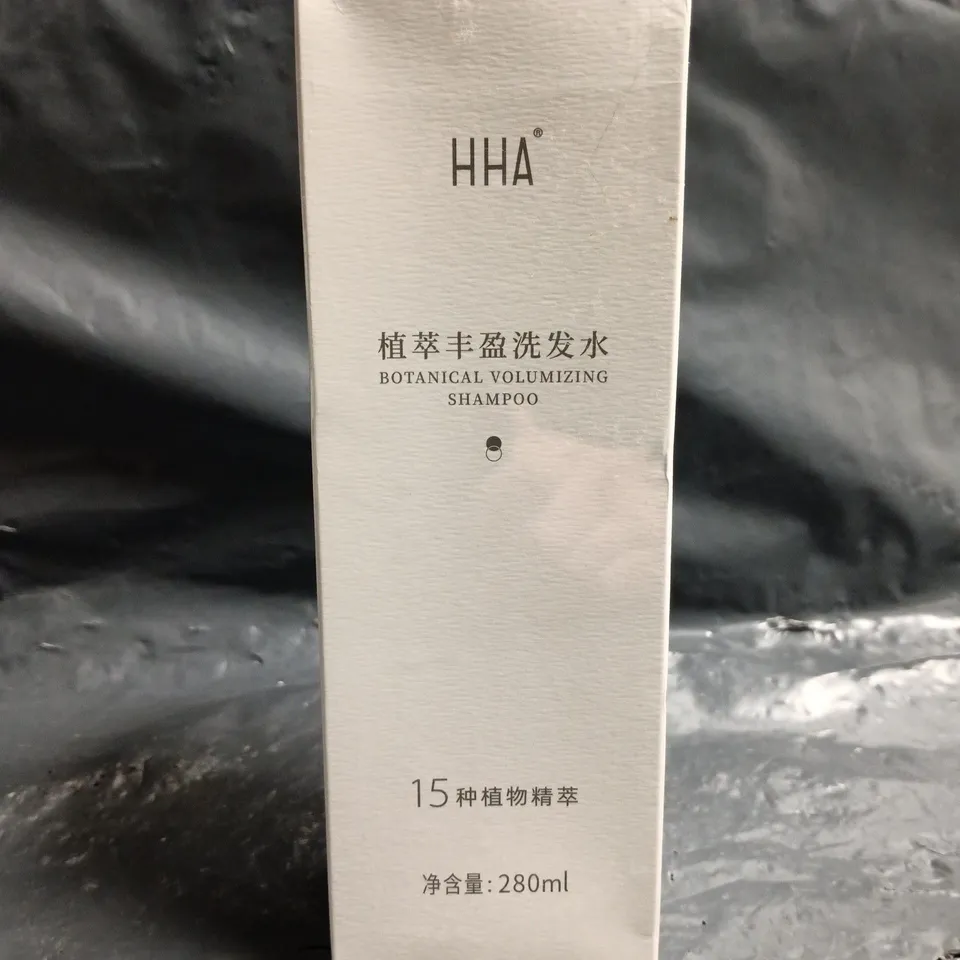 HHA®
植萃丰盈洗发水
BOTANICAL VOLUMIZING
SHAMPOO
15种植物精萃
净含量：280ml